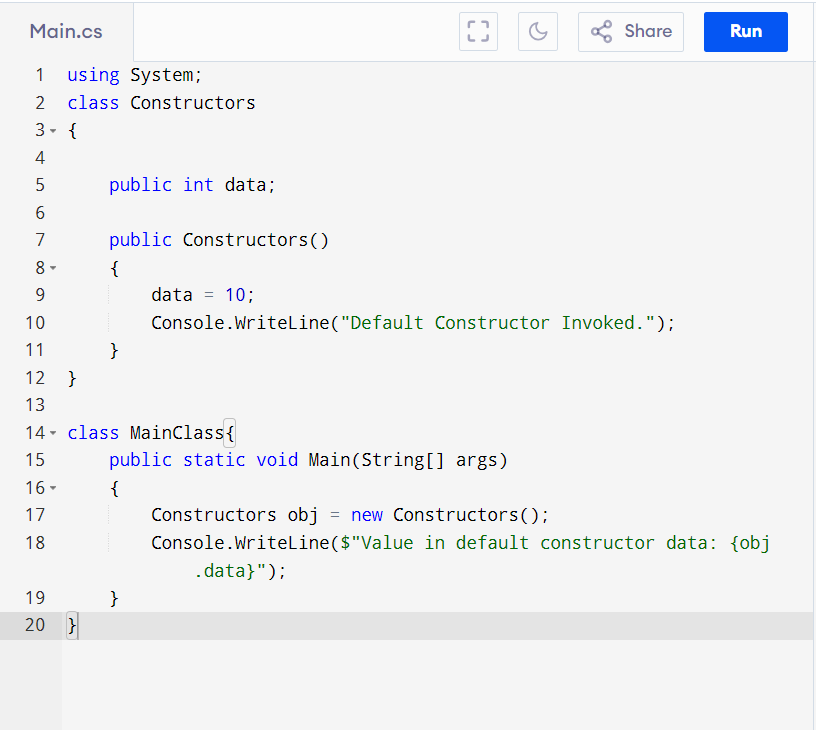 Main.cs Share Run
1 using System;
2 class Constructors
3 {
4
5 public int data;
6
7 public Constructors()
8 {
9 data = 10;
10 Console.WriteLine("Default Constructor Invoked.");
11 }
12 }
13
14 class MainClass{
15 public static void Main(String[] args)
16 {
17 Constructors obj = new Constructors();
18 Console.WriteLine($"Value in default constructor data: {obj
.data}");
19 }
20 }